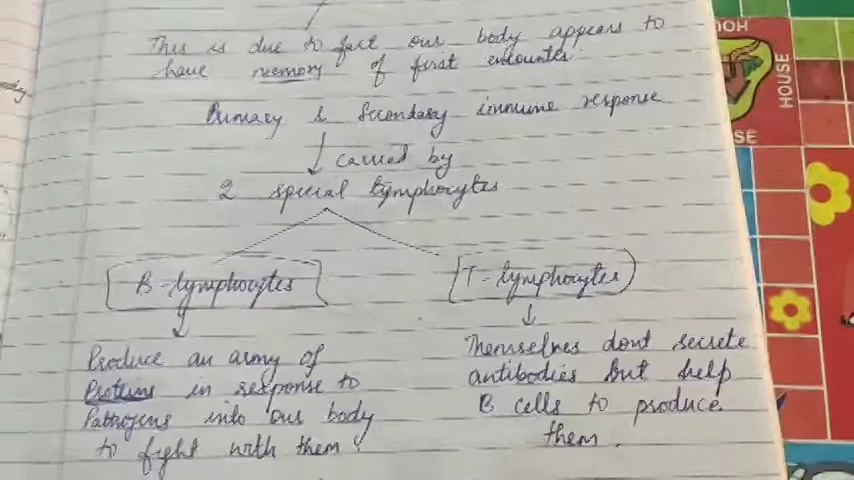 This is due to fact our body appears to
have memory of first encounter
Primary & Secondary immune response
carried by
2 special lymphocytes
B-lymphocytes
T-lymphocytes
Produce an army of
Proteins in response to
Pathogens into our body
to fight with them
Themselves dont secrete
antibodies but help
B cells to produce
them.
HOUSE